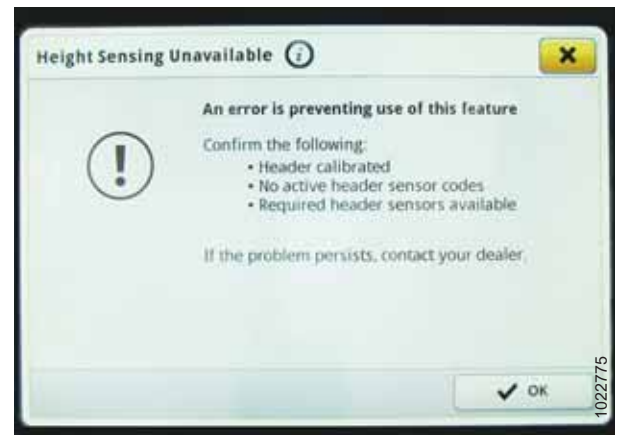 Height Sensing Unavailable i
An error is preventing use of this feature
!
Confirm the following:
• Header calibrated
• No active header sensor codes
• Required header sensors available
If the problem persists, contact your dealer.
OK
1022775